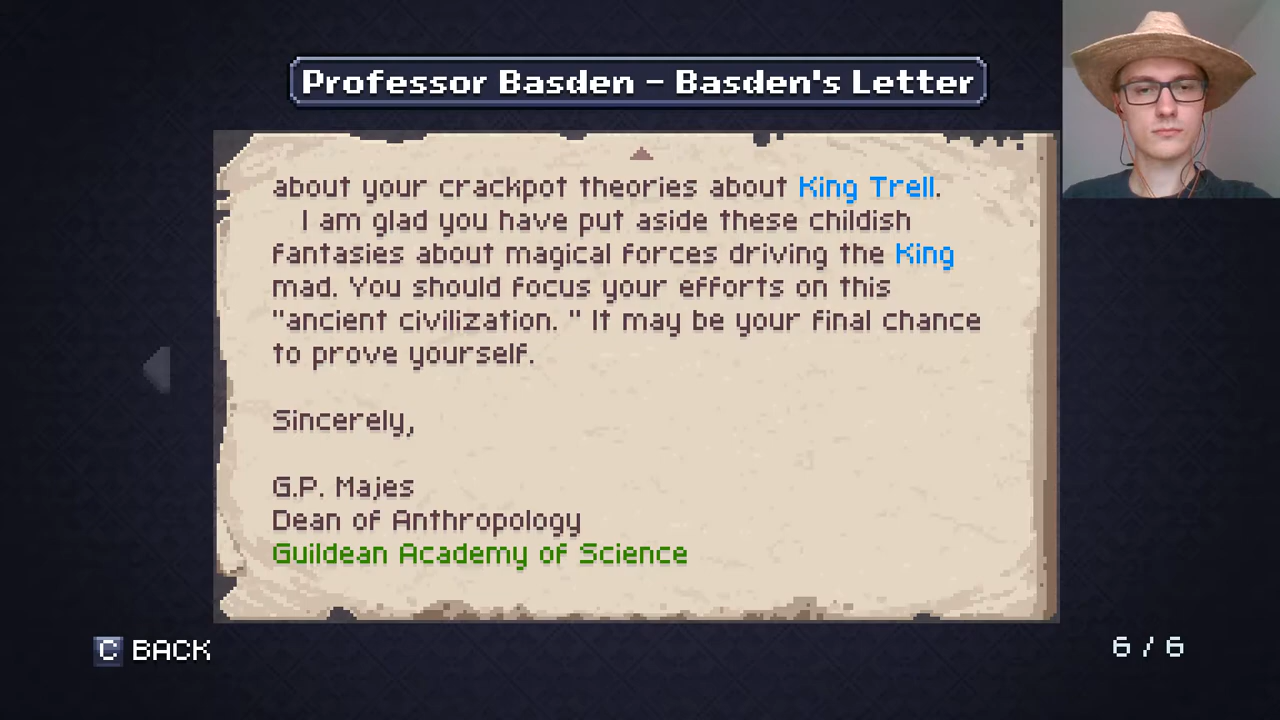 Professor Basden - Basden's Letter
about your crackpot theories about King Trell.
I am glad you have put aside these childish
fantasies about magical forces driving the King
mad. You should focus your efforts on this
"ancient civilization. " It may be your final chance
to prove yourself.
Sincerely,
G.P. Majes
Dean of Anthropology
Guildean Academy of Science
C BACK
6 / 6